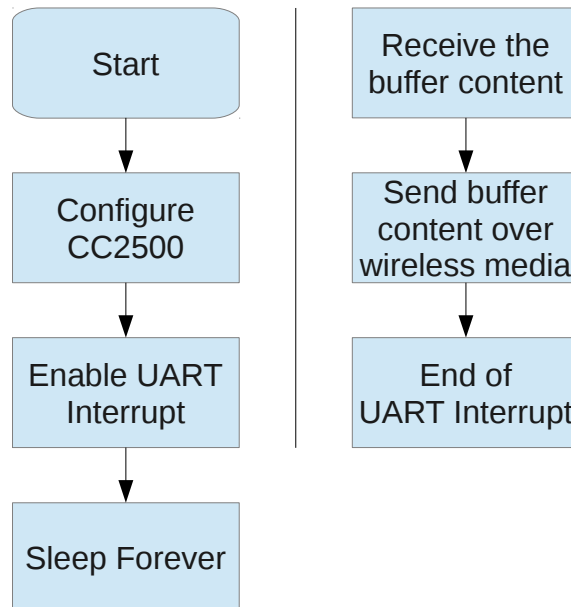 Start
Configure
CC2500
Enable UART
Interrupt
Sleep Forever
Receive the
buffer content
Send buffer
content over
wireless media
End of
UART Interrupt